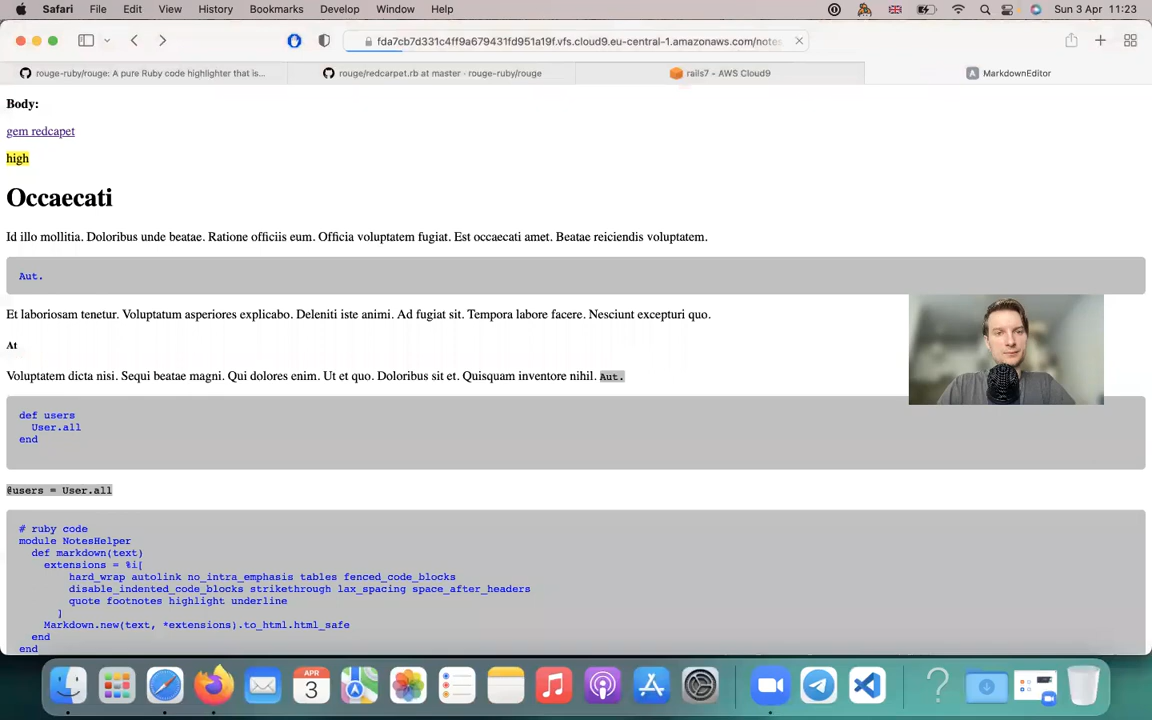 Safari File Edit View History Bookmarks Develop Window Help Sun 3 Apr 11:23
fda7cb7d331c4ff9a679431fd951a19f.vfs.cloud9.eu-central-1.amazonaws.com/notes
rouge-ruby/rouge: A pure Ruby code highlighter that is... rouge/redcarpet.rb at master · rouge-ruby/rouge rails7 - AWS Cloud9 A MarkdownEditor
Body:
gem redcapet
high
Occaecati
Id illo mollitia. Doloribus unde beatae. Ratione officiis eum. Officia voluptatem fugiat. Est occaecati amet. Beatae reiciendis voluptatem.
Aut.
Et laboriosam tenetur. Voluptatum asperiores explicabo. Deleniti iste animi. Ad fugiat sit. Tempora labore facere. Nesciunt excepturi quo.
At
Voluptatem dicta nisi. Sequi beatae magni. Qui dolores enim. Ut et quo. Doloribus sit et. Quisquam inventore nihil. Aut.
def users
User.all
end
@users = User.all
# ruby code
module NotesHelper
def markdown(text)
extensions = %i[
hard_wrap autolink no_intra_emphasis tables fenced_code_blocks
disable_indented_code_blocks strikethrough lax_spacing space_after_headers
quote footnotes highlight underline
]
Markdown.new(text, *extensions).to_html.html_safe
end
end
APR
3